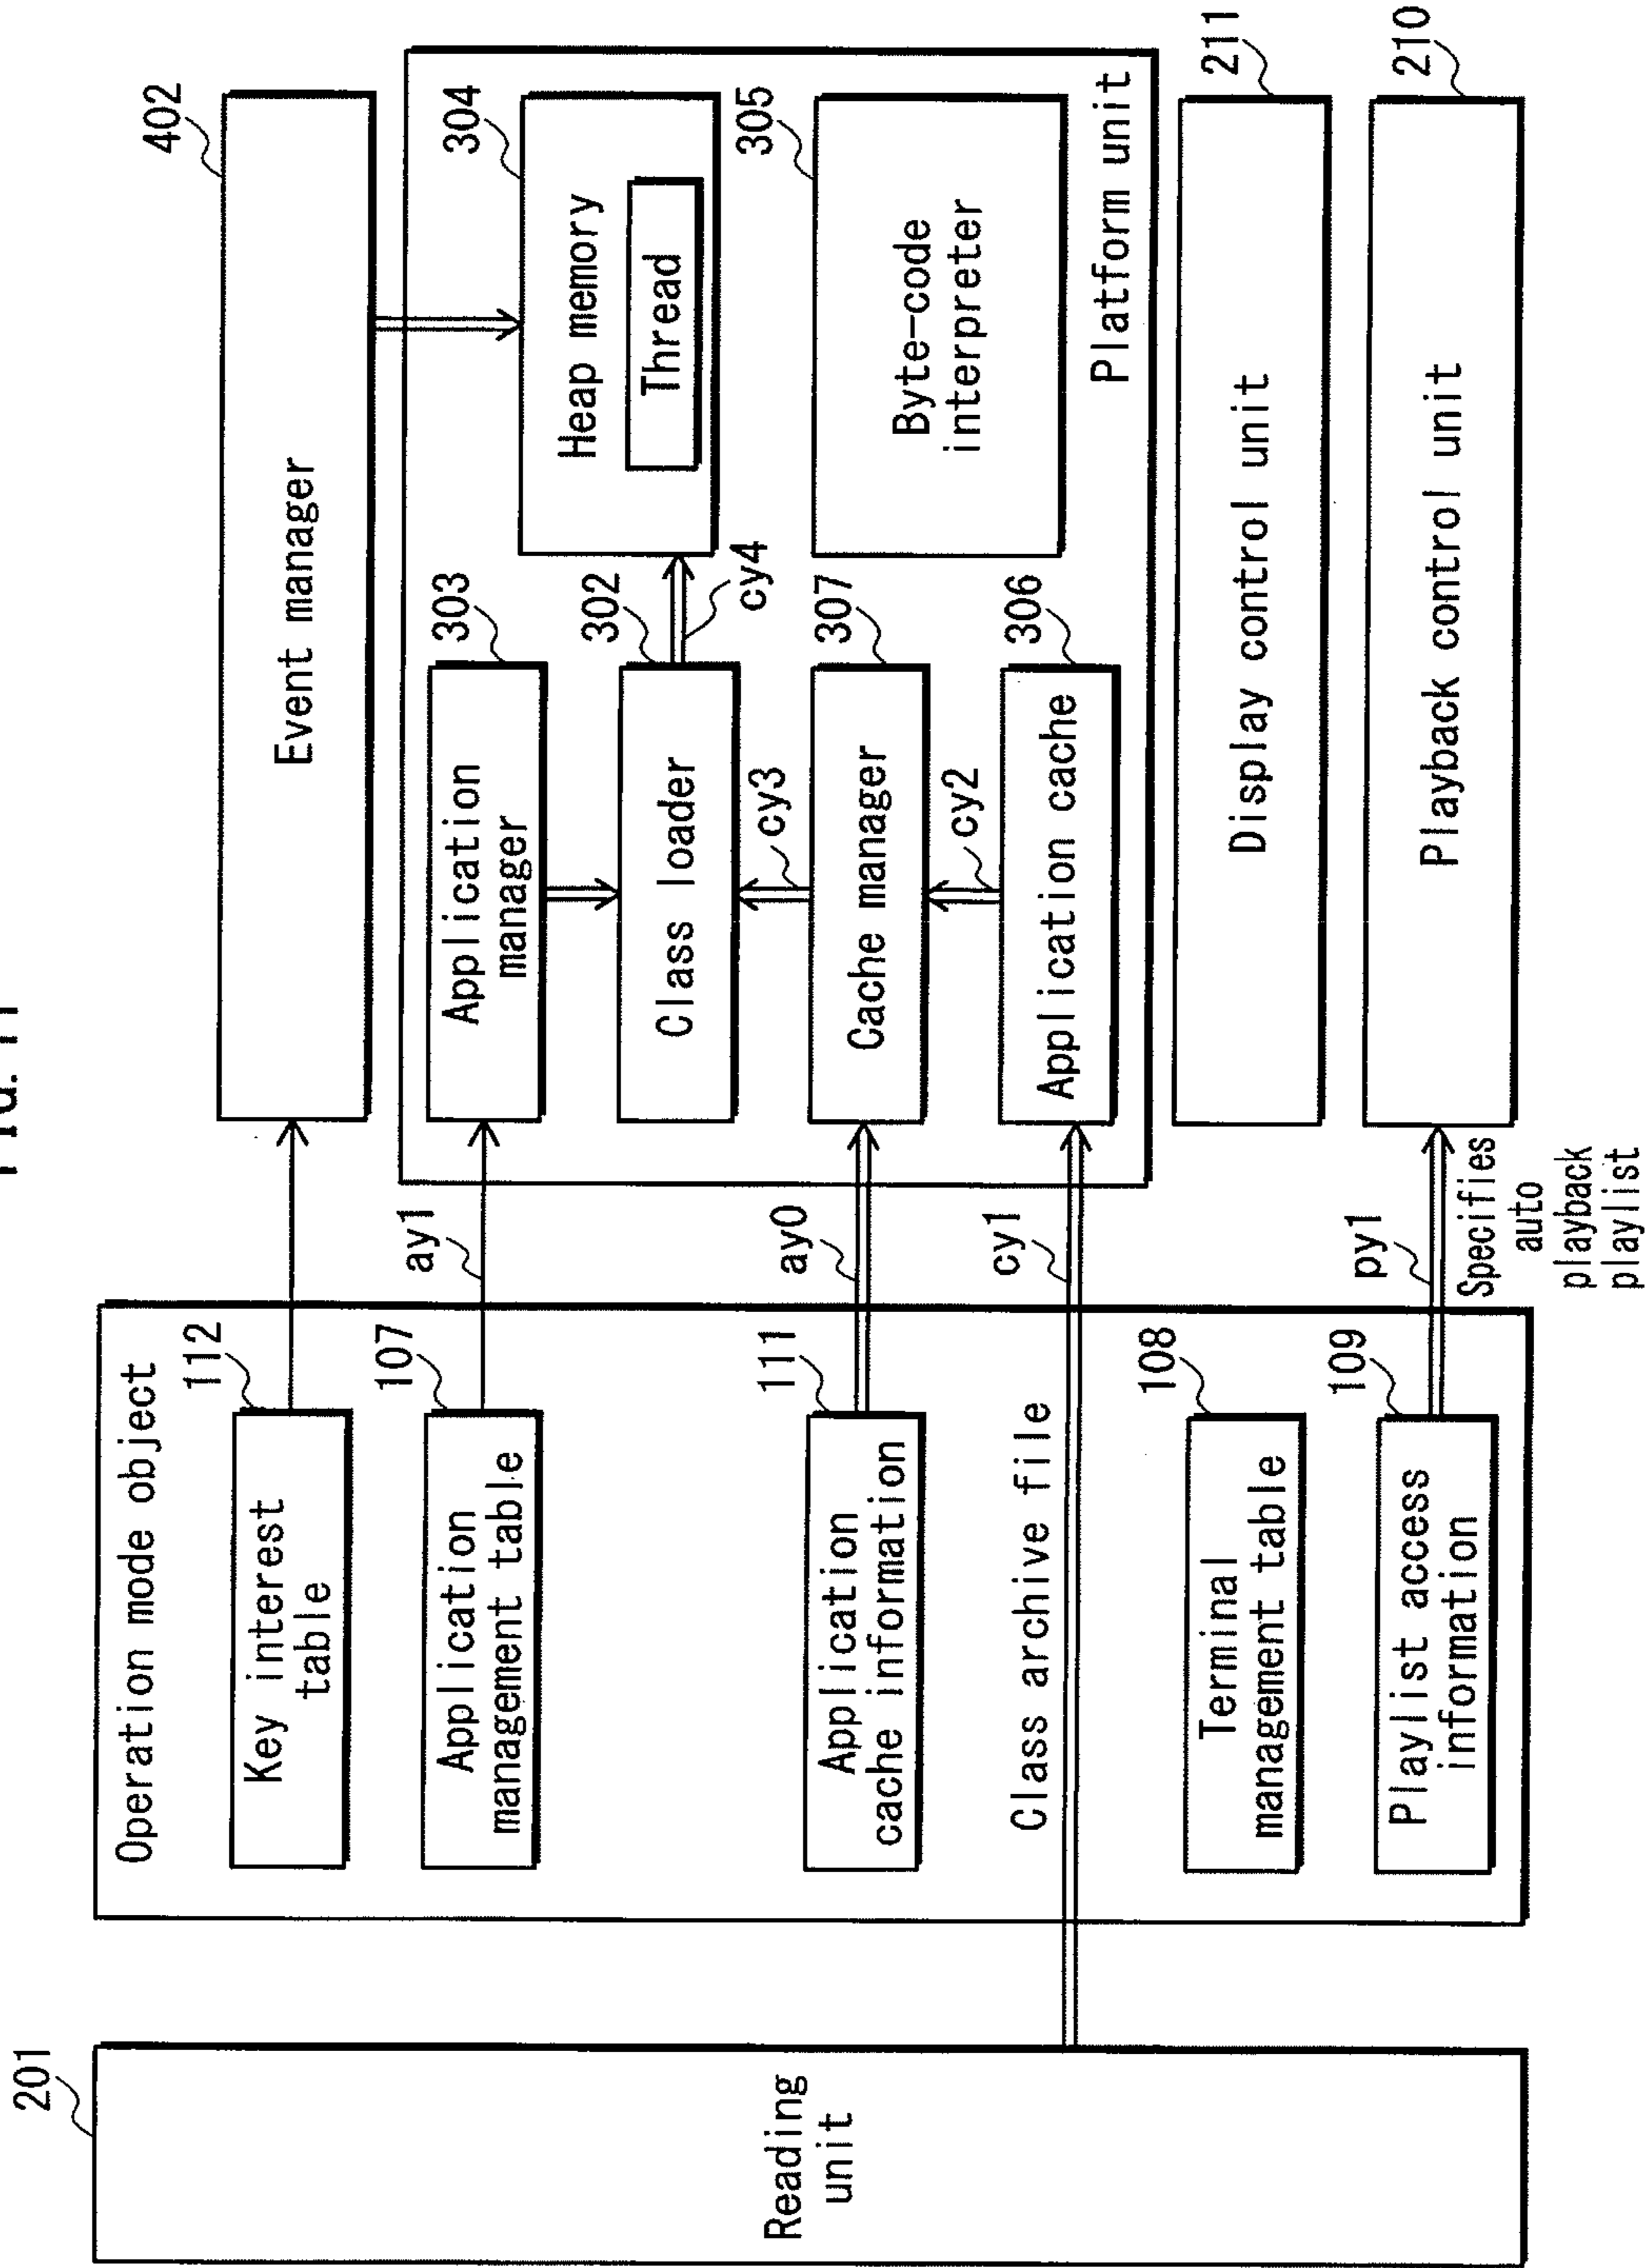 201
Reading
unit
Operation mode object
112
Key interest
table
107
Application
management table
111
Application
cache information
Class archive file
108
Terminal
management table
109
Playlist access
information
ay1
ay0
cy1
py1
Specifies
auto
playback
playlist
402
Event manager
303
Application
manager
302
Class loader
cy3
307
Cache manager
cy2
306
Application cache
cy4
304
Heap memory
Thread
305
Byte-code
interpreter
Platform unit
211
Display control unit
210
Playback control unit